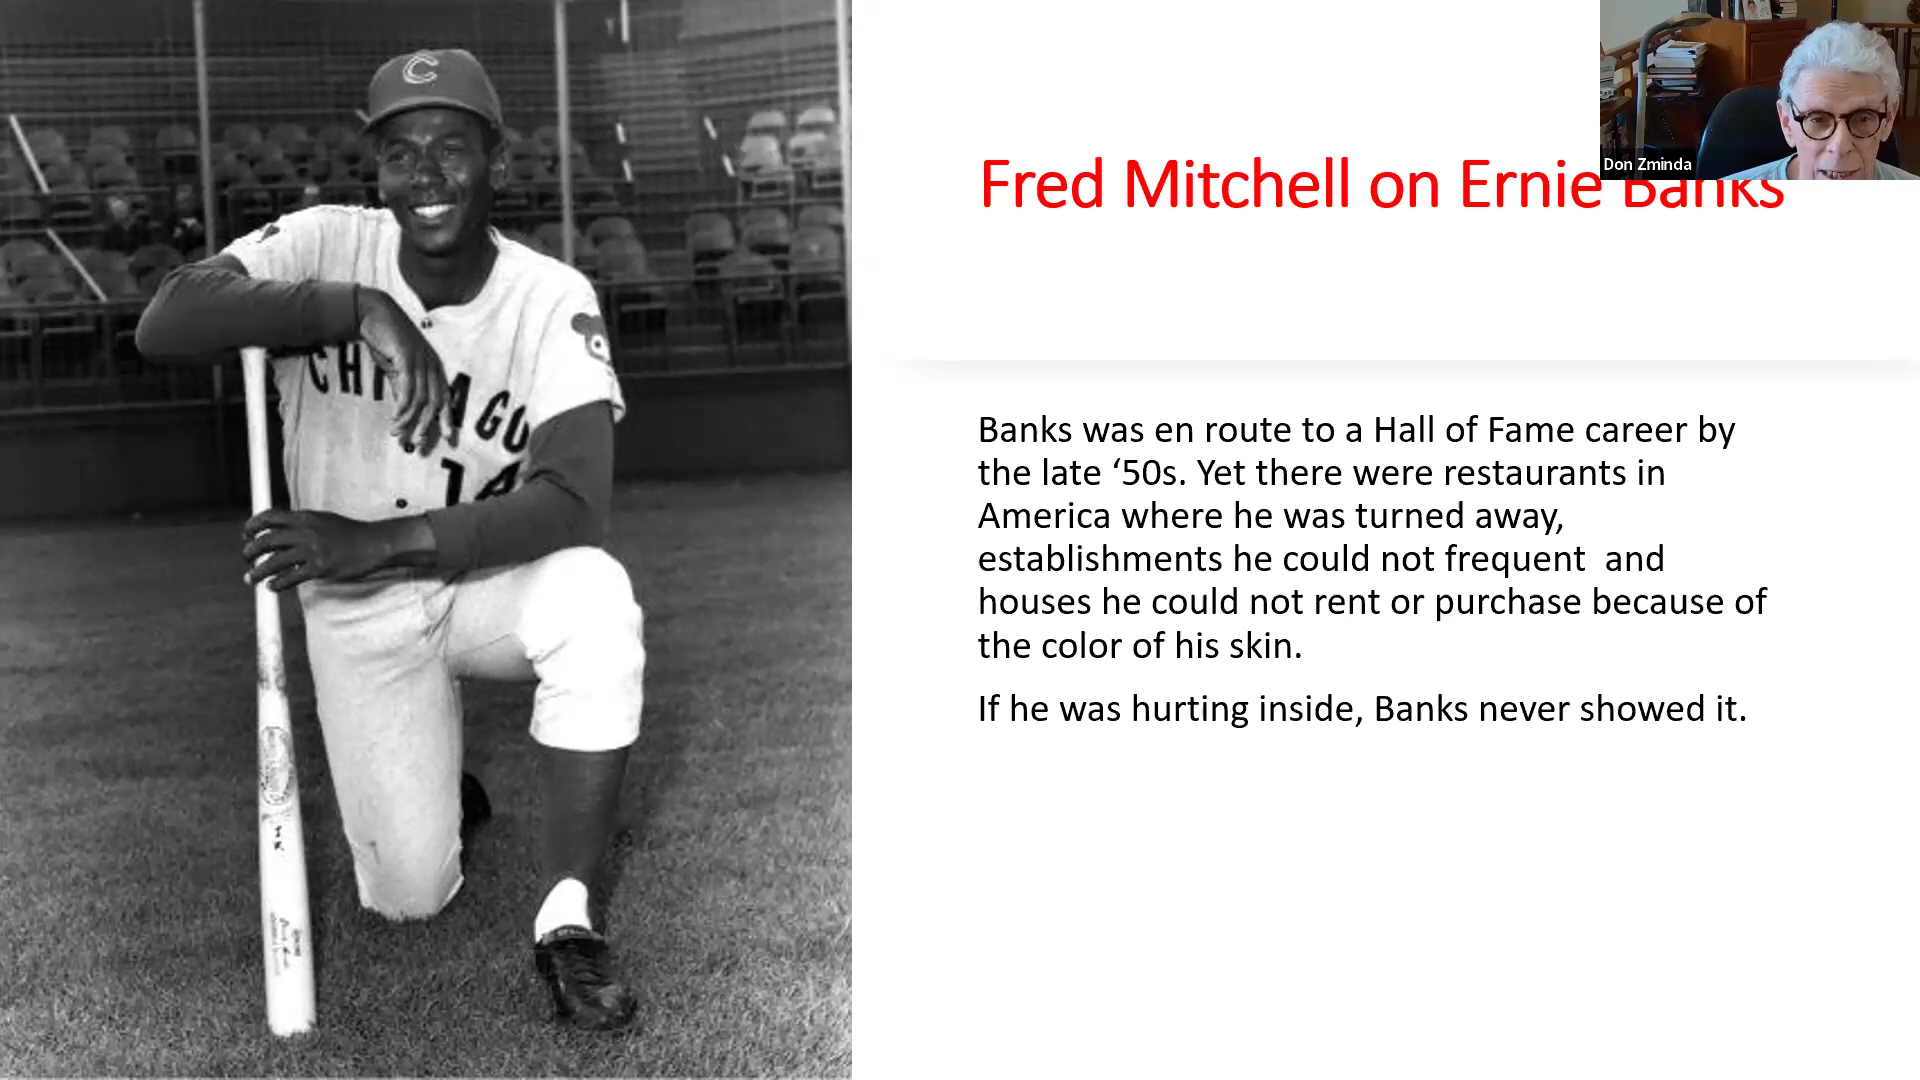 C
CHI AGO
14
Don Zminda
Fred Mitchell on Ernie Banks
Banks was en route to a Hall of Fame career by
the late ‘50s. Yet there were restaurants in
America where he was turned away,
establishments he could not frequent  and
houses he could not rent or purchase because of
the color of his skin.
If he was hurting inside, Banks never showed it.